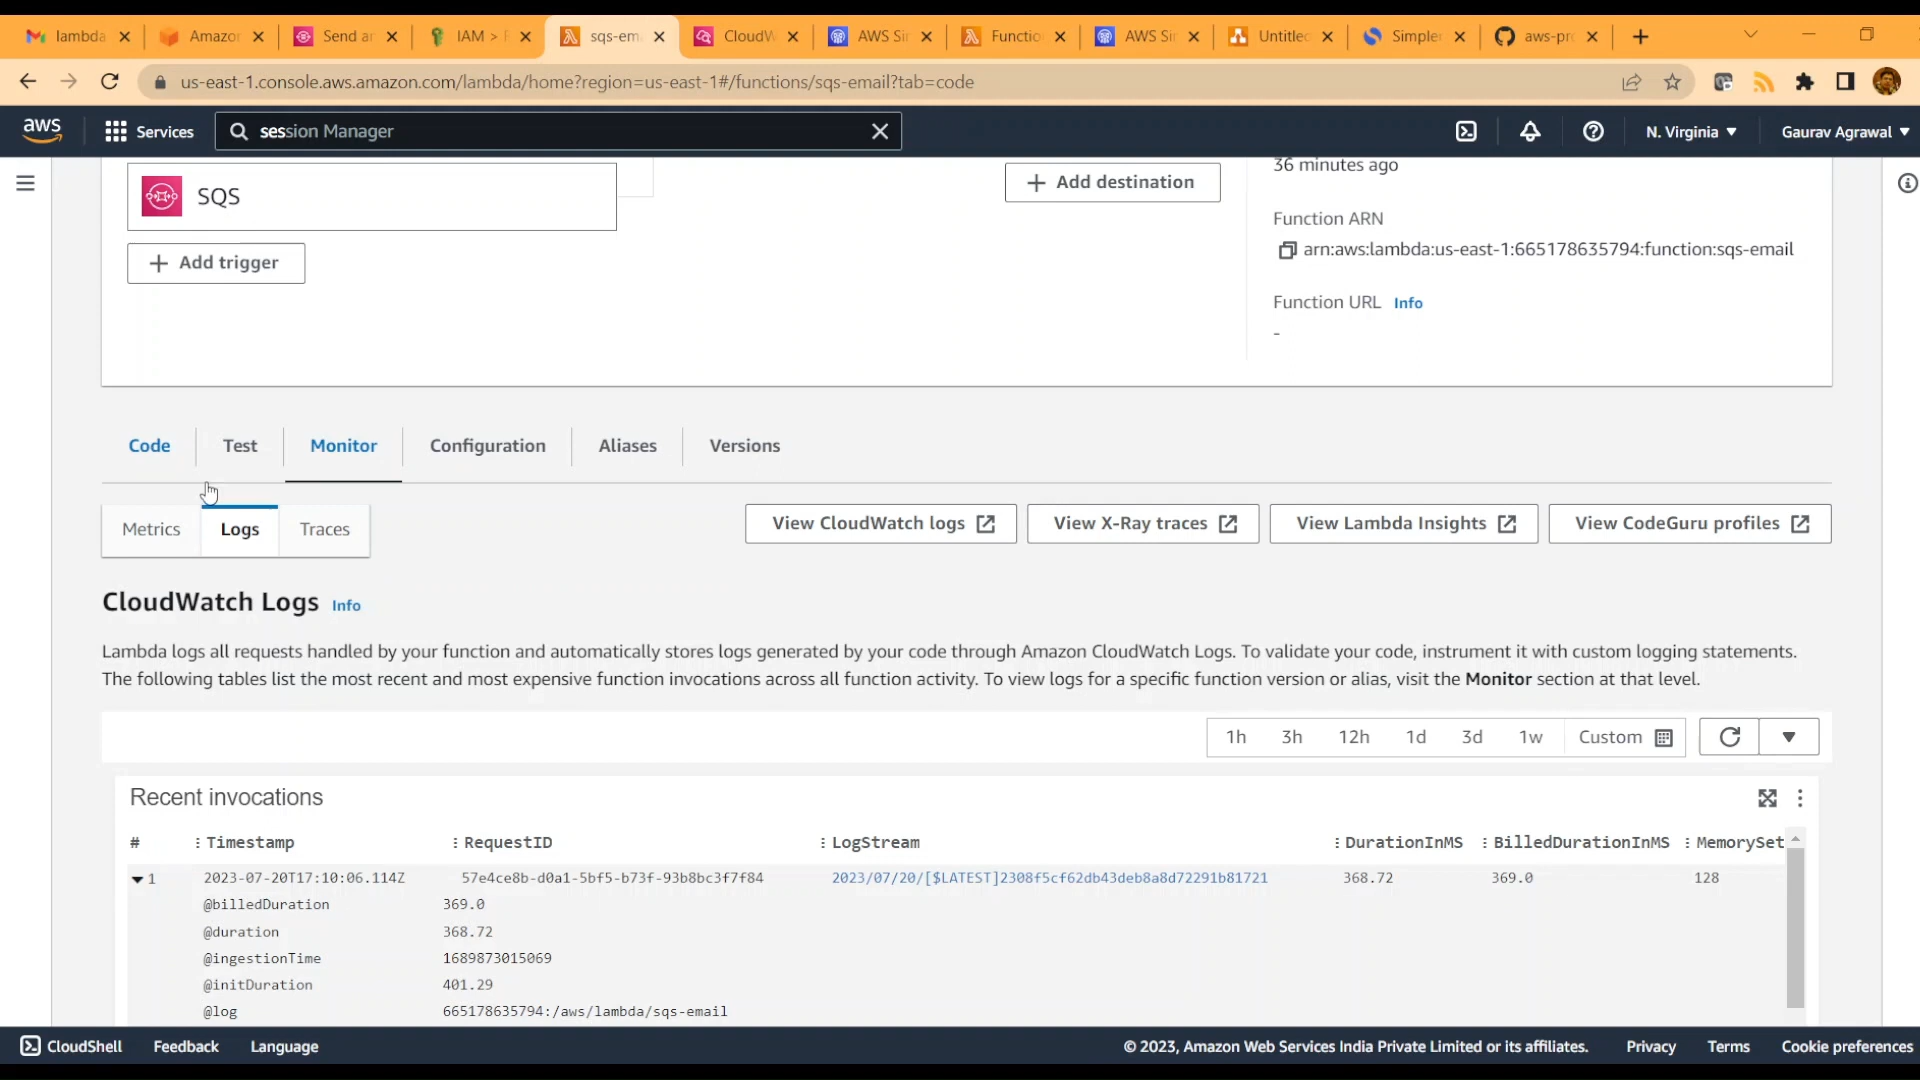 lambda
Amazon
Send an
IAM >
sqs-em
CloudW
AWS Si
Functio
AWS Si
Untitled
Simple
aws-pr
us-east-1.console.aws.amazon.com/lambda/home?region=us-east-1#/functions/sqs-email?tab=code
aws
Services
session Manager
N. Virginia
Gaurav Agrawal
36 minutes ago
SQS
Add destination
Function ARN
arn:aws:lambda:us-east-1:665178635794:function:sqs-email
Add trigger
Function URL Info
-
Code Test Monitor Configuration Aliases Versions
Metrics Logs Traces View CloudWatch logs View X-Ray traces View Lambda Insights View CodeGuru profiles
CloudWatch Logs Info
Lambda logs all requests handled by your function and automatically stores logs generated by your code through Amazon CloudWatch Logs. To validate your code, instrument it with custom logging statements.
The following tables list the most recent and most expensive function invocations across all function activity. To view logs for a specific function version or alias, visit the Monitor section at that level.
1h 3h 12h 1d 3d 1w Custom
Recent invocations
# : Timestamp : RequestID : LogStream : DurationInMS : BilledDurationInMS : MemorySet
1 2023-07-20T17:10:06.114Z 57e4ce8b-d0a1-5bf5-b73f-93b8bc3f7f84 2023/07/20/[$LATEST]2308f5cf62db43deb8a8d72291b81721 368.72 369.0 128
@billedDuration 369.0
@duration 368.72
@ingestionTime 1689873015069
@initDuration 401.29
@log 665178635794:/aws/lambda/sqs-email
CloudShell Feedback Language © 2023, Amazon Web Services India Private Limited or its affiliates. Privacy Terms Cookie preferences